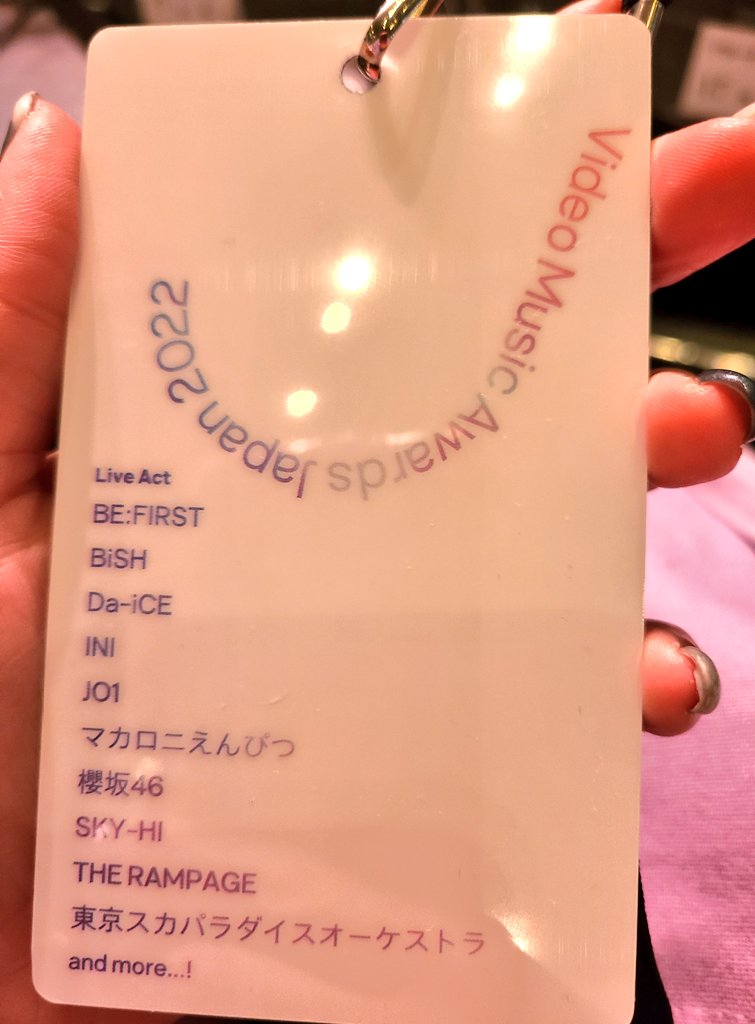 Video Music Awards Japan 2022
Live Act
BE:FIRST
BiSH
Da-iCE
INI
JO1
マカロニえんぴつ
櫻坂46
SKY-HI
THE RAMPAGE
東京スカパラダイスオーケストラ
and more...!